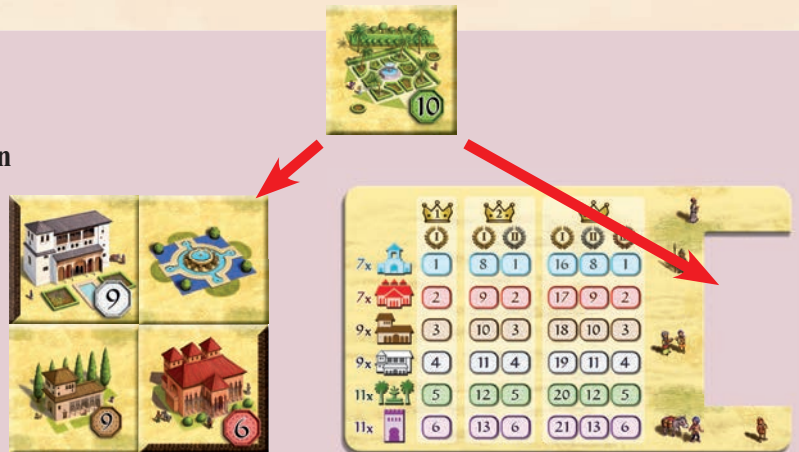 10
n
9
9
6
1 2
I I II I II
7x 1 8 1 16 8 1
7x 2 9 2 17 9 2
9x 3 10 3 18 10 3
9x 4 11 4 19 11 4
11x 5 12 5 20 12 5
11x 6 13 6 21 13 6